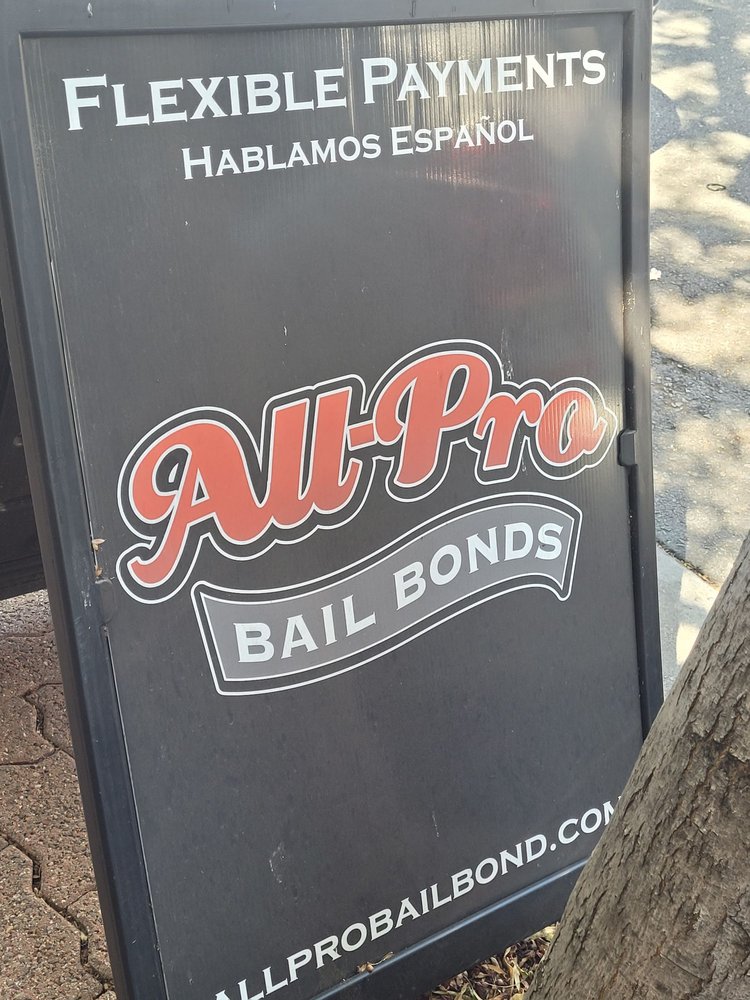 FLEXIBLE PAYMENTS
HABLAMOS ESPAÑOL
All-Pro
BAIL BONDS
ALLPROBAILBOND.COM